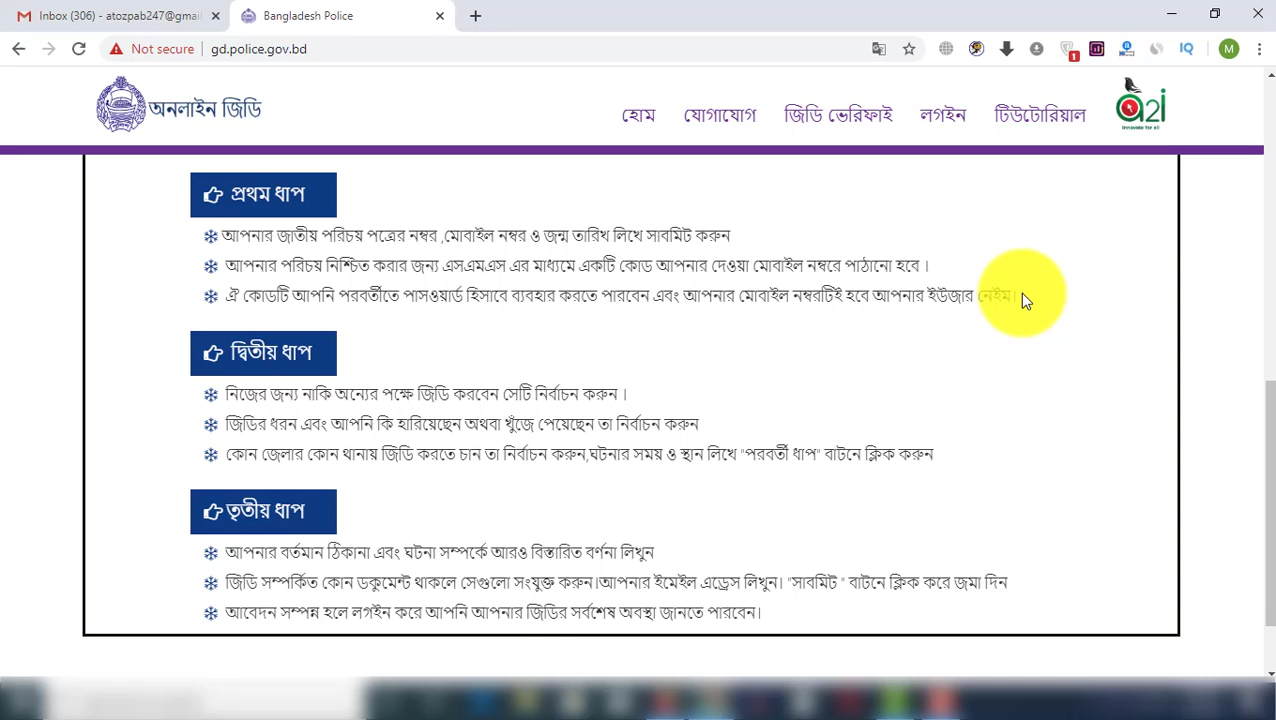 Inbox (306) - atozpab247@gmai
Bangladesh Police
Not secure
gd.police.gov.bd
1
M
অনলাইন জিডি
হোম
যোগাযোগ
জিডি ভেরিফাই
লগইন
টিউটোরিয়াল
a2i
Innovate for all
প্রথম ধাপ
আপনার জাতীয় পরিচয় পত্রের নম্বর ,মোবাইল নম্বর ও জন্ম তারিখ লিখে সাবমিট করুন
আপনার পরিচয় নিশ্চিত করার জন্য এসএমএস এর মাধ্যমে একটি কোড আপনার দেওয়া মোবাইল নম্বরে পাঠানো হবে ।
ঐ কোডটি আপনি পরবর্তীতে পাসওয়ার্ড হিসাবে ব্যবহার করতে পারবেন এবং আপনার মোবাইল নম্বরটিই হবে আপনার ইউজার নেইম।
দ্বিতীয় ধাপ
নিজের জন্য নাকি অন্যের পক্ষে জিডি করবেন সেটি নির্বাচন করুন ।
জিডির ধরন এবং আপনি কি হারিয়েছেন অথবা খুঁজে পেয়েছেন তা নির্বাচন করুন
কোন জেলার কোন থানায় জিডি করতে চান তা নির্বাচন করুন,ঘটনার সময় ও স্থান লিখে “পরবর্তী ধাপ” বাটনে ক্লিক করুন
তৃতীয় ধাপ
আপনার বর্তমান ঠিকানা এবং ঘটনা সম্পর্কে আরও বিস্তারিত বর্ণনা লিখুন
জিডি সম্পর্কিত কোন ডকুমেন্ট থাকলে সেগুলো সংযুক্ত করুন।আপনার ইমেইল এড্রেস লিখুন। “সাবমিট ” বাটনে ক্লিক করে জমা দিন
আবেদন সম্পন্ন হলে লগইন করে আপনি আপনার জিডির সর্বশেষ অবস্থা জানতে পারবেন।